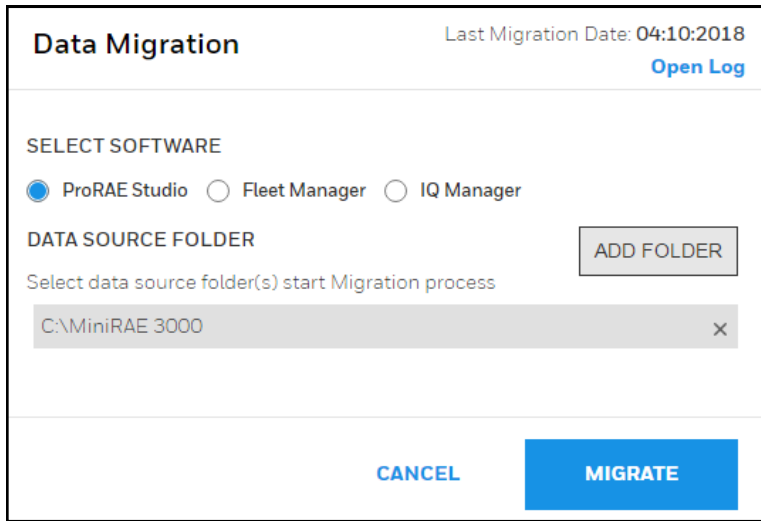 Data Migration
Last Migration Date: 04:10:2018
Open Log
SELECT SOFTWARE
ProRAE Studio Fleet Manager IQ Manager
DATA SOURCE FOLDER
ADD FOLDER
Select data source folder(s) start Migration process
C:\MiniRAE 3000
CANCEL MIGRATE